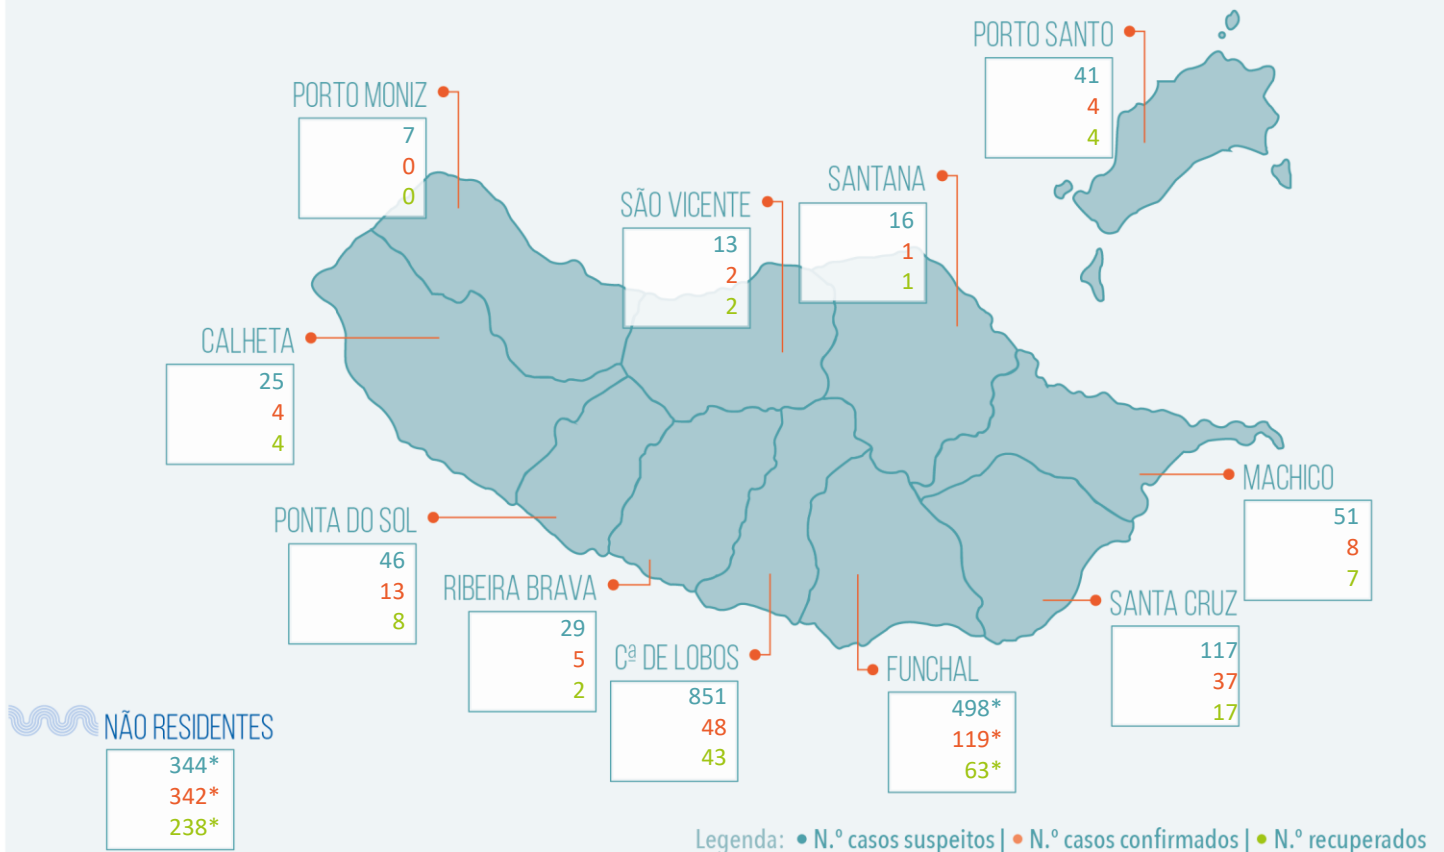 PORTO SANTO
41
4
4
PORTO MONIZ
7
0
0
SANTANA
16
1
1
SÃO VICENTE
13
2
2
CALHETA
25
4
4
MACHICO
51
8
7
PONTA DO SOL
46
13
8
RIBEIRA BRAVA
29
5
2
SANTA CRUZ
117
37
17
Cª DE LOBOS
851
48
43
FUNCHAL
498*
119*
63*
NÃO RESIDENTES
344*
342*
238*
Legenda: • N.º casos suspeitos | • N.º casos confirmados | • N.º recuperados